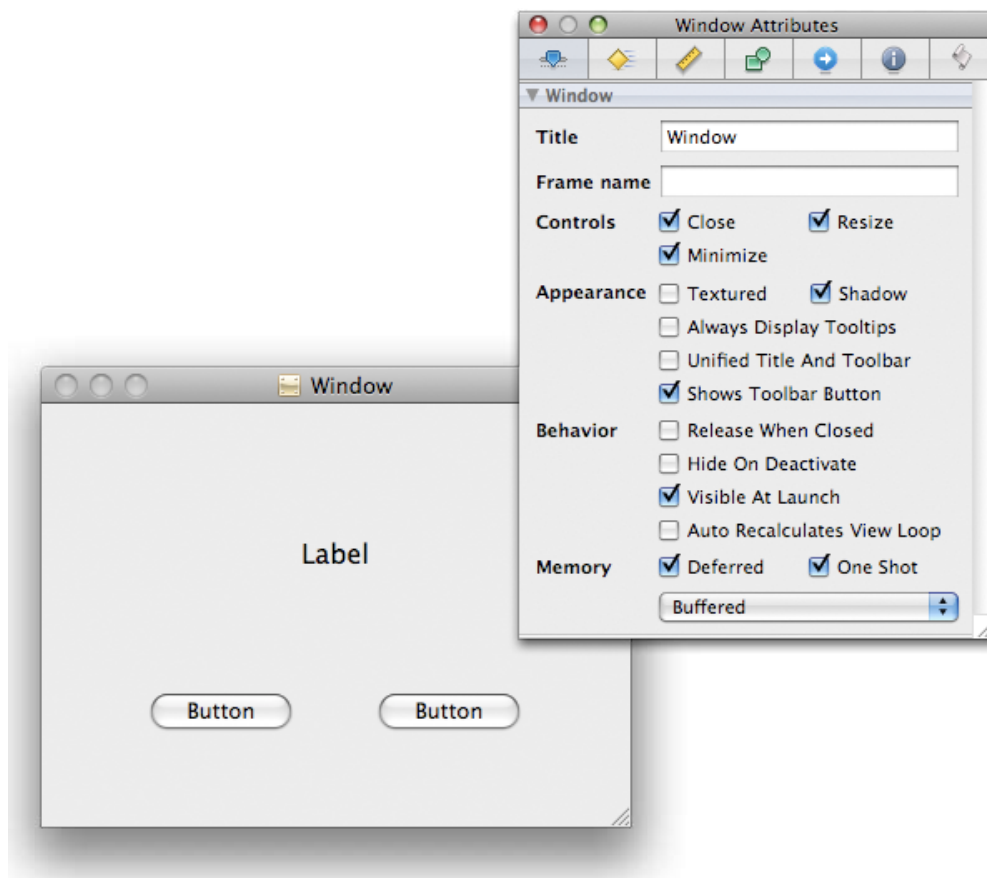 Window Attributes
Window
Title Window
Frame name
Controls Close Resize
Minimize
Appearance Textured Shadow
Always Display Tooltips
Unified Title And Toolbar
Shows Toolbar Button
Behavior Release When Closed
Hide On Deactivate
Visible At Launch
Auto Recalculates View Loop
Memory Deferred One Shot
Buffered
Window
Label
Button Button